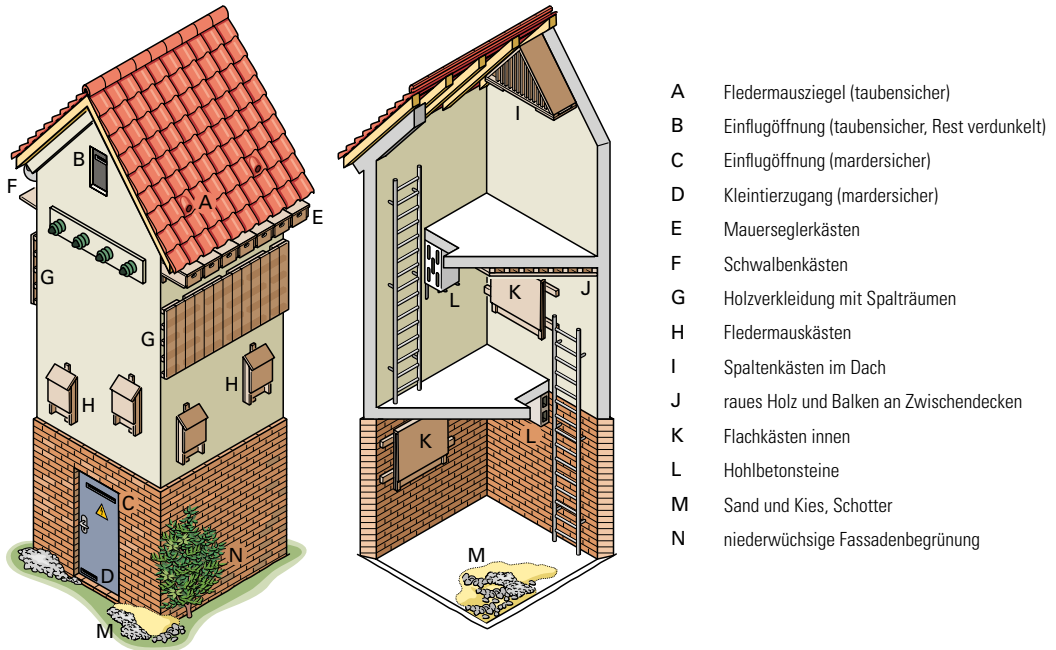 B
F
A
E
G
G
H
H
C
D
N
M
I
L
K
J
L
K
M
A Fledermausziegel (taubensicher)
B Einflugöffnung (taubensicher, Rest verdunkelt)
C Einflugöffnung (mardersicher)
D Kleintierzugang (mardersicher)
E Mauerseglerkästen
F Schwalbenkästen
G Holzverkleidung mit Spalträumen
H Fledermauskästen
I Spaltenkästen im Dach
J raues Holz und Balken an Zwischendecken
K Flachkästen innen
L Hohlbetonsteine
M Sand und Kies, Schotter
N niederwüchsige Fassadenbegrünung